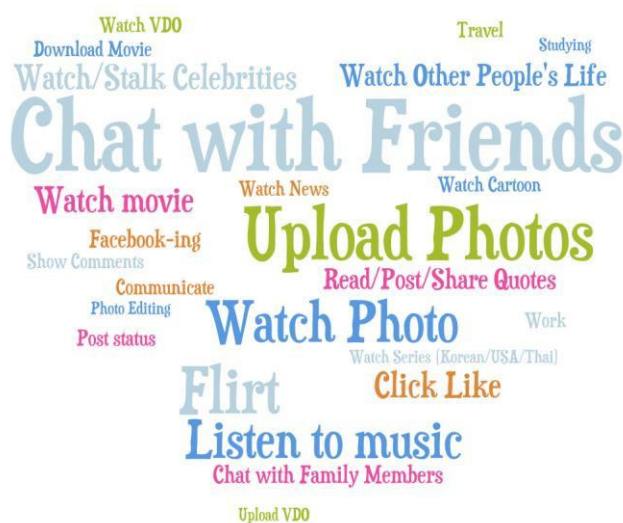 Watch VDO
Travel
Download Movie
Studying
Watch/Stalk Celebrities
Watch Other People's Life
Chat with Friends
Watch movie
Watch News
Watch Cartoon
Facebook-ing
Upload Photos
Show Comments
Read/Post/Share Quotes
Communicate
Photo Editing
Watch Photo
Work
Post status
Watch Series (Korean/USA/Thai)
Flirt
Click Like
Listen to music
Chat with Family Members
Upload VDO